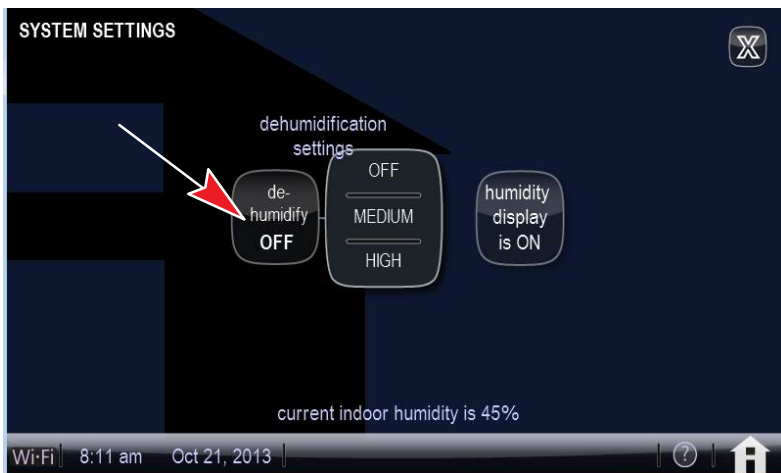 SYSTEM SETTINGS
X
dehumidification
settings
de-
humidify
OFF
OFF
MEDIUM
HIGH
humidity
display
is ON
current indoor humidity is 45%
Wi-Fi 8:11 am Oct 21, 2013 ?